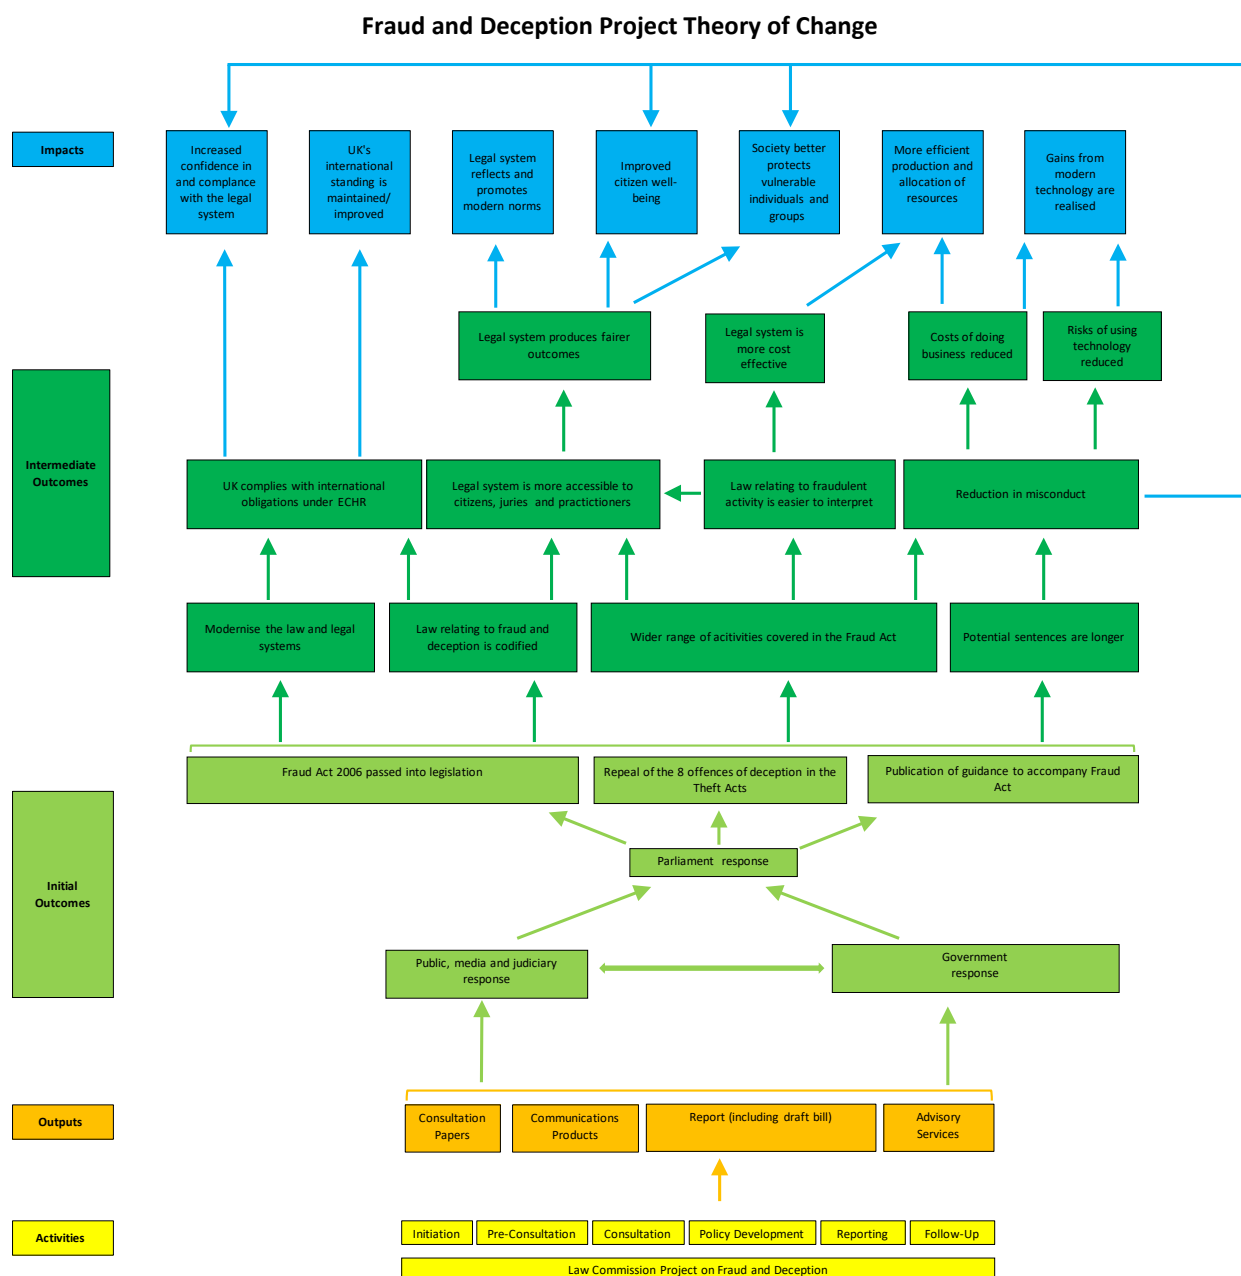 Fraud and Deception Project Theory of Change
Impacts
Increased
confidence in
and complance
with the legal
system
UK's
international
standing is
maintained/
improved
Legal system
reflects and
promotes
modern norms
Improved
citizen well-
being
Society better
protects
vulnerable
individuals and
groups
More efficient
production and
allocation of
resources
Gains from
modern
technology are
realised
Legal system produces fairer
outcomes
Legal system is
more cost
effective
Costs of doing
business reduced
Risks of using
technology
reduced
Intermediate
Outcomes
UK complies with international
obligations under ECHR
Legal system is more accessible to
citizens, juries and practictioners
Law relating to fraudulent
activity is easier to interpret
Reduction in misconduct
Modernise the law and legal
systems
Law relating to fraud and
deception is codified
Wider range of acitivities covered in the Fraud Act
Potential sentences are longer
Fraud Act 2006 passed into legislation
Repeal of the 8 offences of deception in the
Theft Acts
Publication of guidance to accompany Fraud
Act
Parliament response
Initial
Outcomes
Public, media and judiciary
response
Government
response
Outputs
Consultation
Papers
Communications
Products
Report (including draft bill)
Advisory
Services
Activities
Initiation
Pre-Consultation
Consultation
Policy Development
Reporting
Follow-Up
Law Commission Project on Fraud and Deception